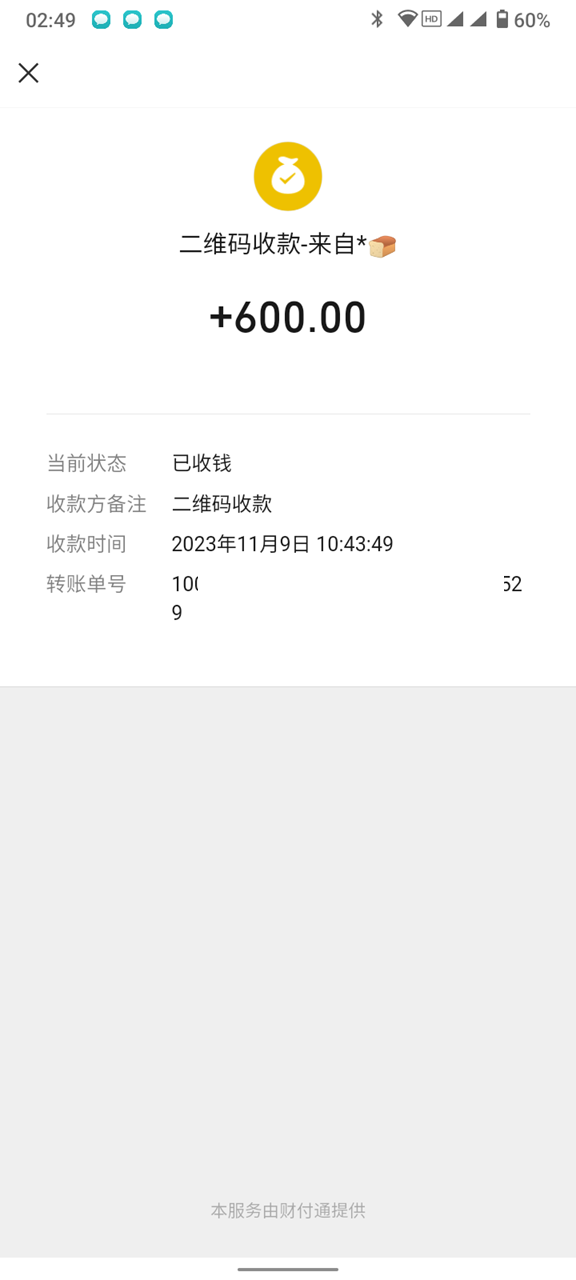 02:49 HD 60%
二维码收款-来自*🍞
+600.00
当前状态 已收钱
收款方备注 二维码收款
收款时间 2023年11月9日 10:43:49
转账单号 100 52
9
本服务由财付通提供